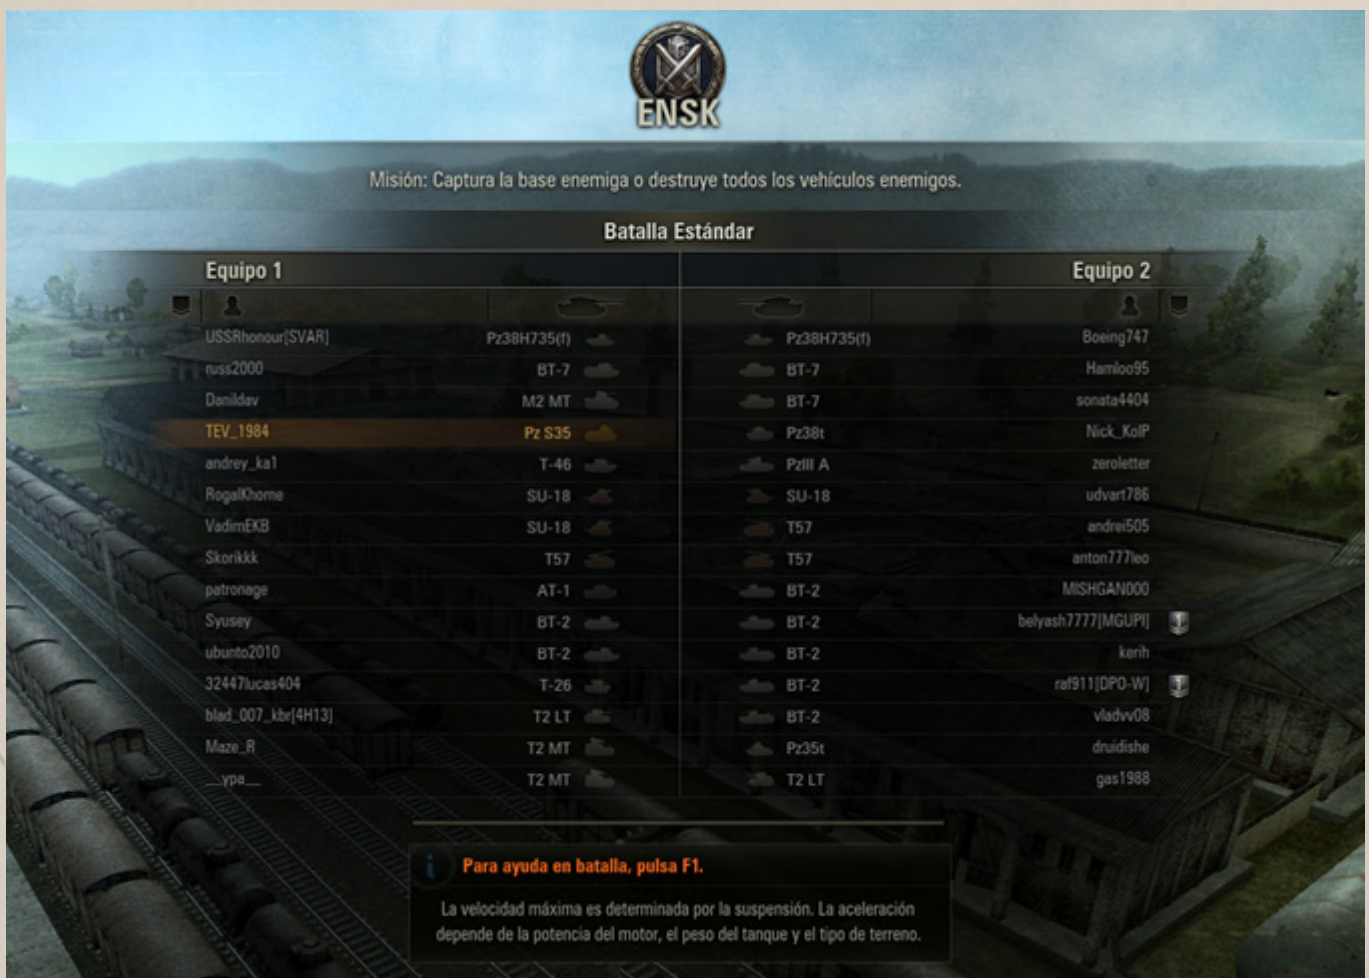 ENSK
Misión: Captura la base enemiga o destruye todos los vehículos enemigos.
Batalla Estándar
Equipo 1 Equipo 2
USSRhonour[SVAR] Pz38H735(f) Pz38H735(f) Boeing747
russ2000 BT-7 BT-7 Hamloo95
Danildav M2 MT BT-7 sonata4404
TEV_1984 Pz S35 Pz38t Nick_KolP
andrey_ka1 T-46 PzIII A zeroletter
RogalKhorne SU-18 SU-18 udvart786
VadimEKB SU-18 T57 andrei505
Skorikkk T57 T57 anton777leo
patronage AT-1 BT-2 MISHGAN000
Syusey BT-2 BT-2 belyash7777[MGUPI]
ubunto2010 BT-2 BT-2 kerih
32447lucas404 T-26 BT-2 raf911[DPO-W]
blad_007_kbr[4H13] T2 LT BT-2 vladvv08
Maze_R T2 MT Pz35t druidishe
__ypa__ T2 MT T2 LT gas1988
Para ayuda en batalla, pulsa F1.
La velocidad máxima es determinada por la suspensión. La aceleración
depende de la potencia del motor, el peso del tanque y el tipo de terreno.